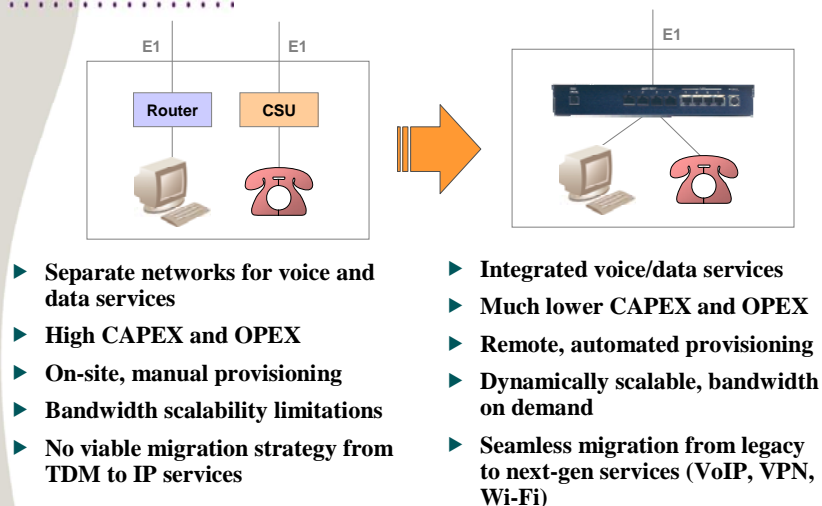 E1
E1
Router
CSU
E1
Separate networks for voice and
data services
High CAPEX and OPEX
On-site, manual provisioning
Bandwidth scalability limitations
No viable migration strategy from
TDM to IP services
Integrated voice/data services
Much lower CAPEX and OPEX
Remote, automated provisioning
Dynamically scalable, bandwidth
on demand
Seamless migration from legacy
to next-gen services (VoIP, VPN,
Wi-Fi)